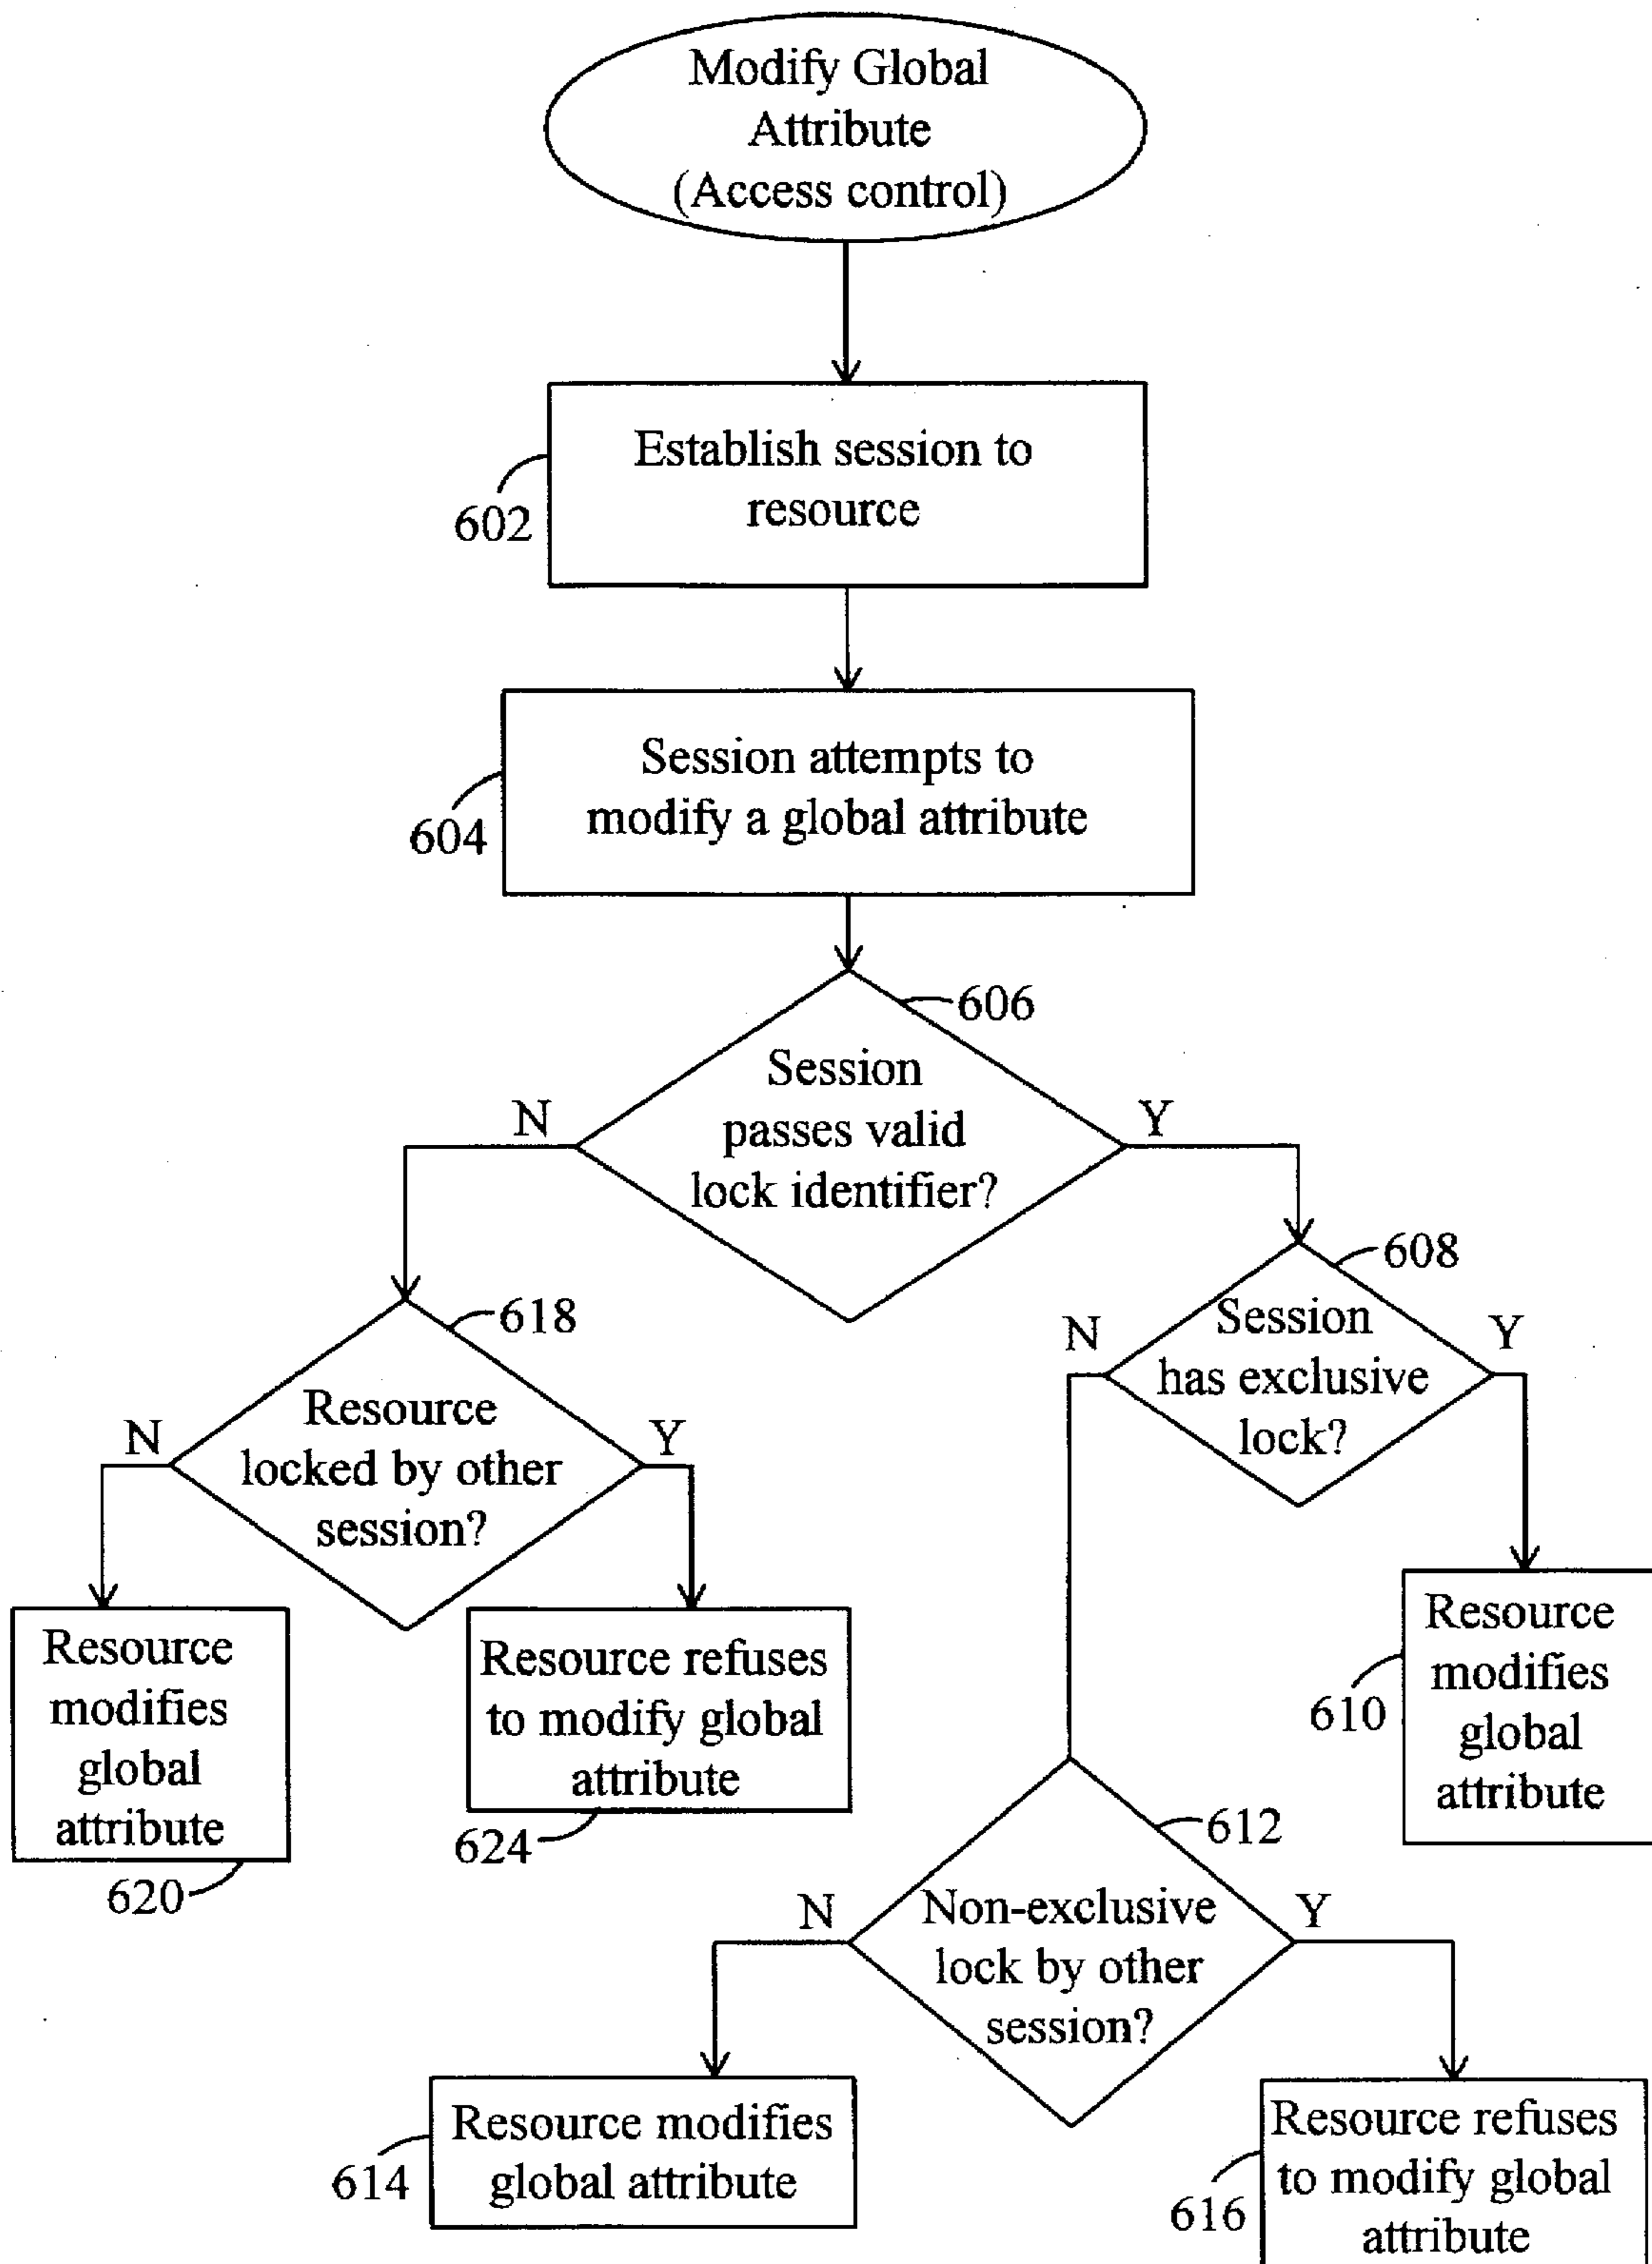 Modify Global
Attribute
(Access control)
Establish session to
resource
602
Session attempts to
modify a global attribute
604
606
Session
passes valid
lock identifier?
N
Y
608
Session
has exclusive
lock?
N
Y
618
Resource
locked by other
session?
N
Y
Resource
modifies
global
attribute
620
Resource refuses
to modify global
attribute
624
Resource
modifies
global
attribute
610
612
Non-exclusive
lock by other
session?
N
Y
Resource modifies
global attribute
614
Resource refuses
to modify global
attribute
616